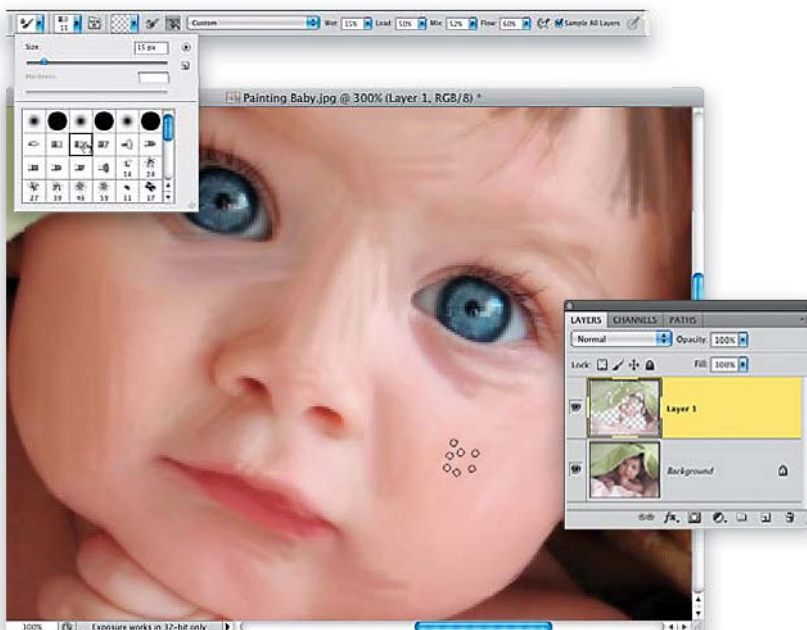 11 Custom Wet: 15% Load: 50% Mix: 52% Flow: 60% Sample All Layers
Size: 15 px
14 24
27 39 46 59 11 17
Painting Baby.jpg @ 300% (Layer 1, RGB/8) *
LAYERS CHANNELS PATHS
Normal Opacity: 100%
Lock: Fill: 100%
Layer 1
Background
fx.
100% Exposure works in 32-bit only